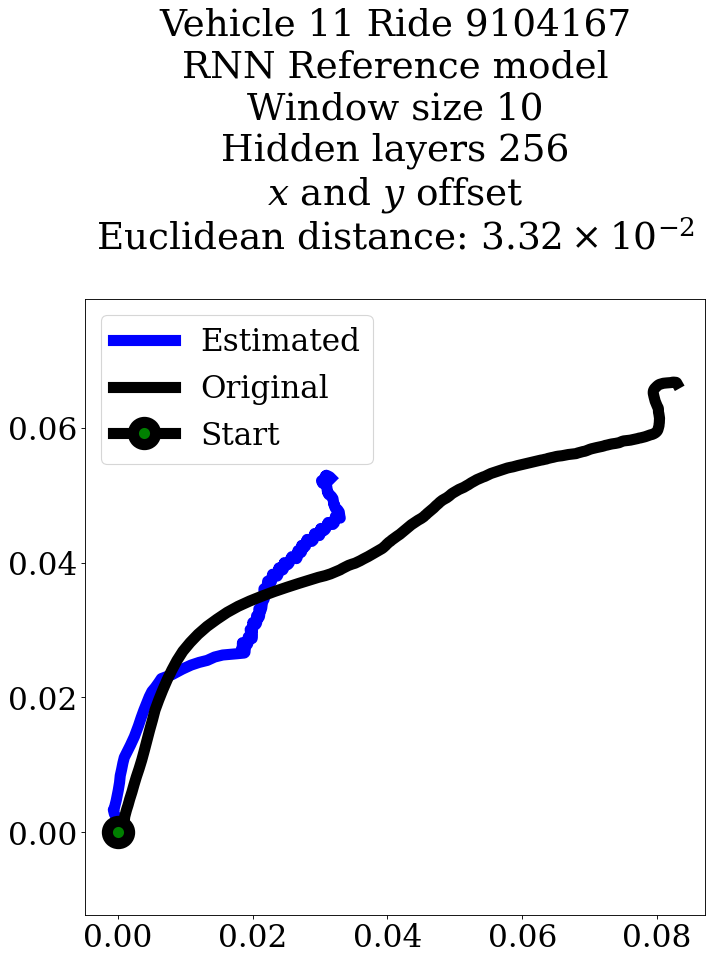 Vehicle 11 Ride 9104167
RNN Reference model
Window size 10
Hidden layers 256
x and y offset
Euclidean distance: 3.32 × 10⁻²
Estimated
Original
Start
0.06
0.04
0.02
0.00
0.00 0.02 0.04 0.06 0.08